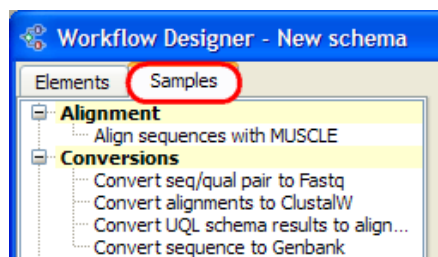 Workflow Designer - New schema
Elements Samples
Alignment
Align sequences with MUSCLE
Conversions
Convert seq/qual pair to Fastq
Convert alignments to ClustalW
Convert UQL schema results to align...
Convert sequence to Genbank